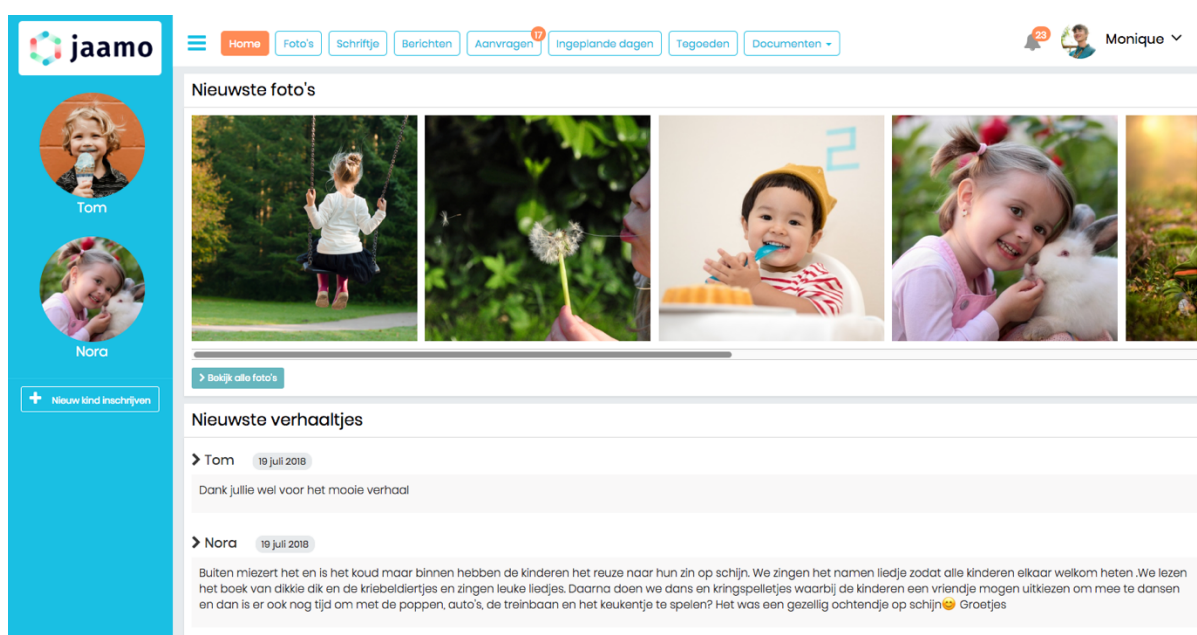 jaamo
Home Foto's Schriftje Berichten Aanvragen 17 Ingeplande dagen Tegoeden Documenten
23 Monique
Tom
Nora
Nieuw kind inschrijven
Nieuwste foto's
2
Bekijk alle foto's
Nieuwste verhaaltjes
Tom 19 juli 2018
Dank jullie wel voor het mooie verhaal
Nora 19 juli 2018
Buiten miezert het en is het koud maar binnen hebben de kinderen het reuze naar hun zin op schijn. We zingen het namen liedje zodat alle kinderen elkaar welkom heten .We lezen
het boek van dikkie dik en de kriebeldiertjes en zingen leuke liedjes. Daarna doen we dans en kringspelletjes waarbij de kinderen een vriendje mogen uitkiezen om mee te dansen
en dan is er ook nog tijd om met de poppen, auto's, de treinbaan en het keukentje te spelen? Het was een gezellig ochtendje op schijn😊 Groetjes